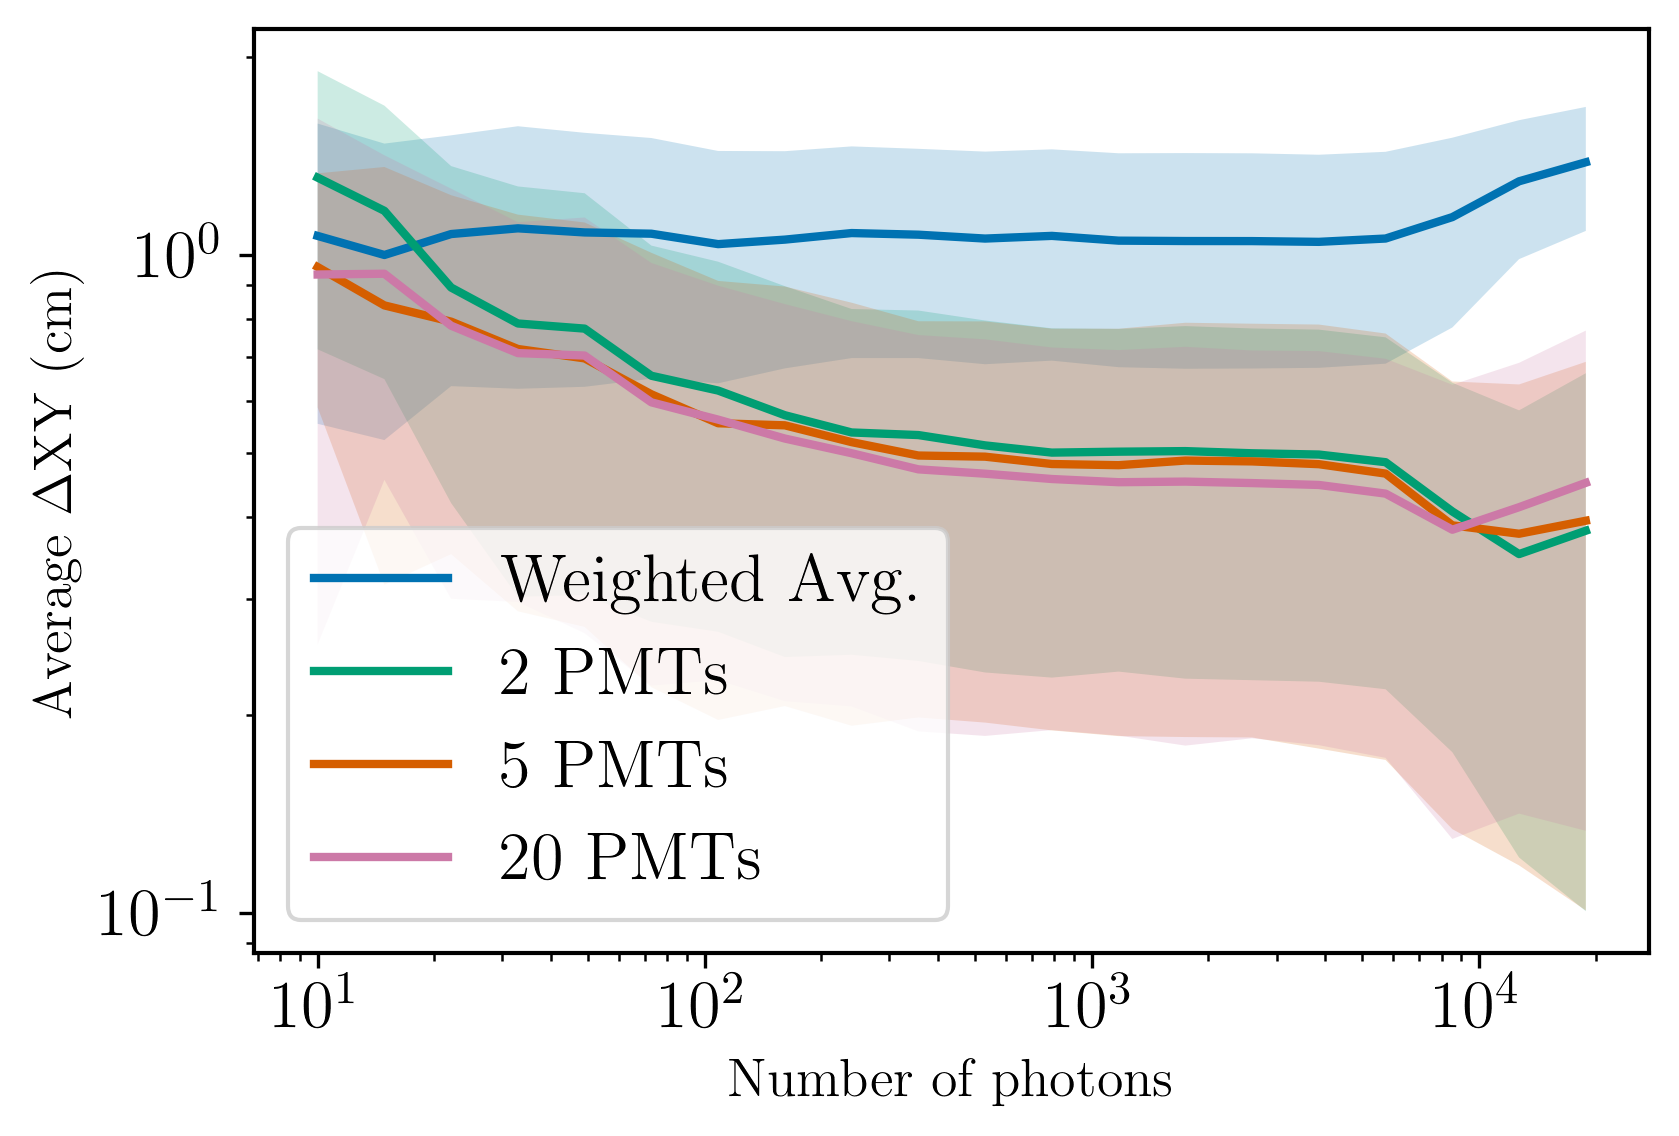 Average ΔXY (cm)
10⁰
10⁻¹
Weighted Avg.
2 PMTs
5 PMTs
20 PMTs
10¹ 10² 10³ 10⁴
Number of photons